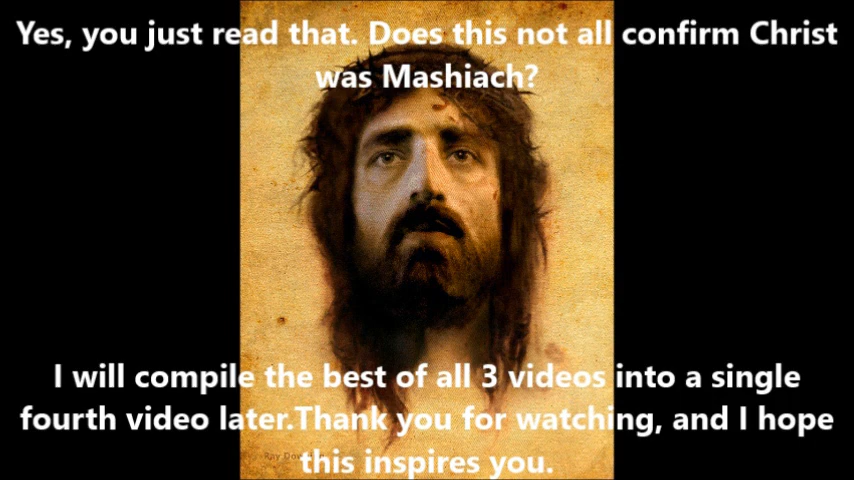 Yes, you just read that. Does this not all confirm Christ
was Mashiach?
I will compile the best of all 3 videos into a single
fourth video later.Thank you for watching, and I hope
this inspires you.
Ray